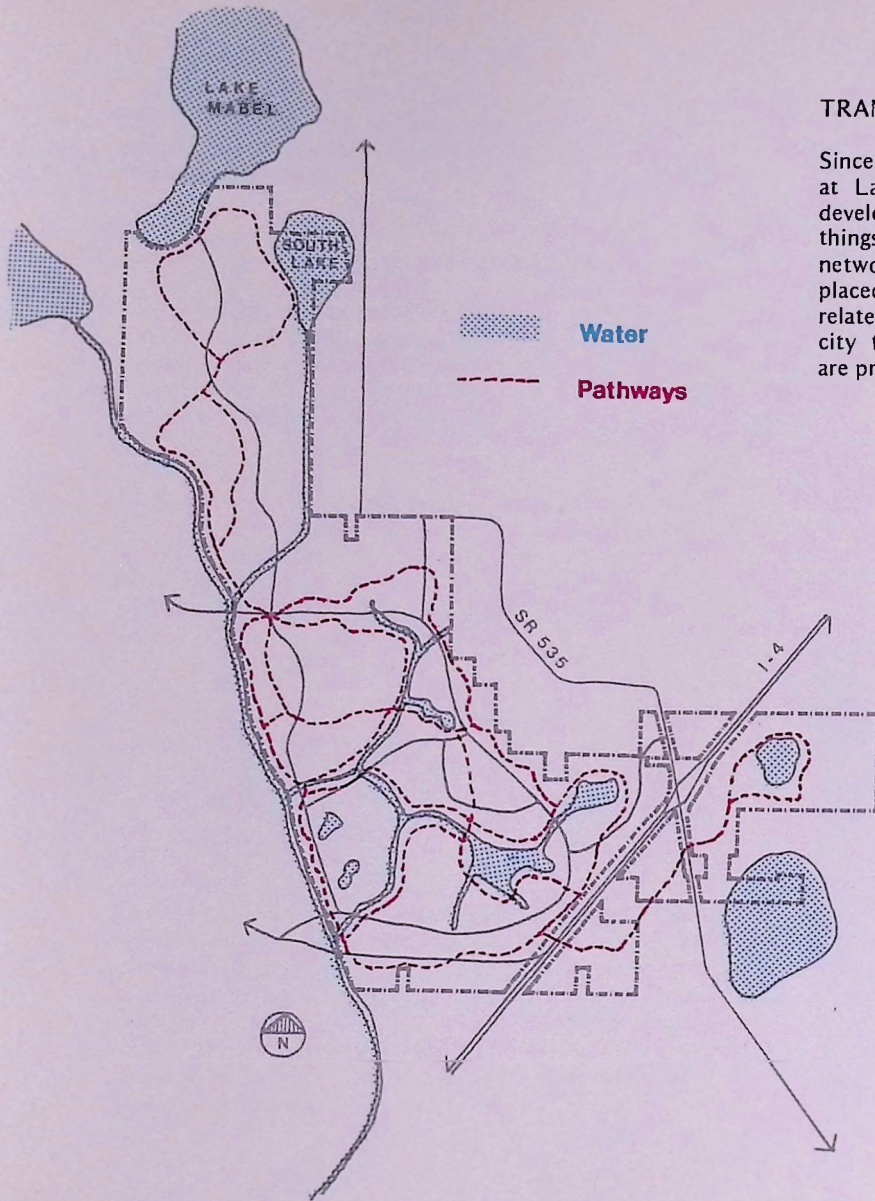 LAKE
MABEL
SOUTH
LAKE
Water
Pathways
SR 535
I-4
N
TRAN
Since
at La
develo
things
netwo
placed
relate
city t
are pr